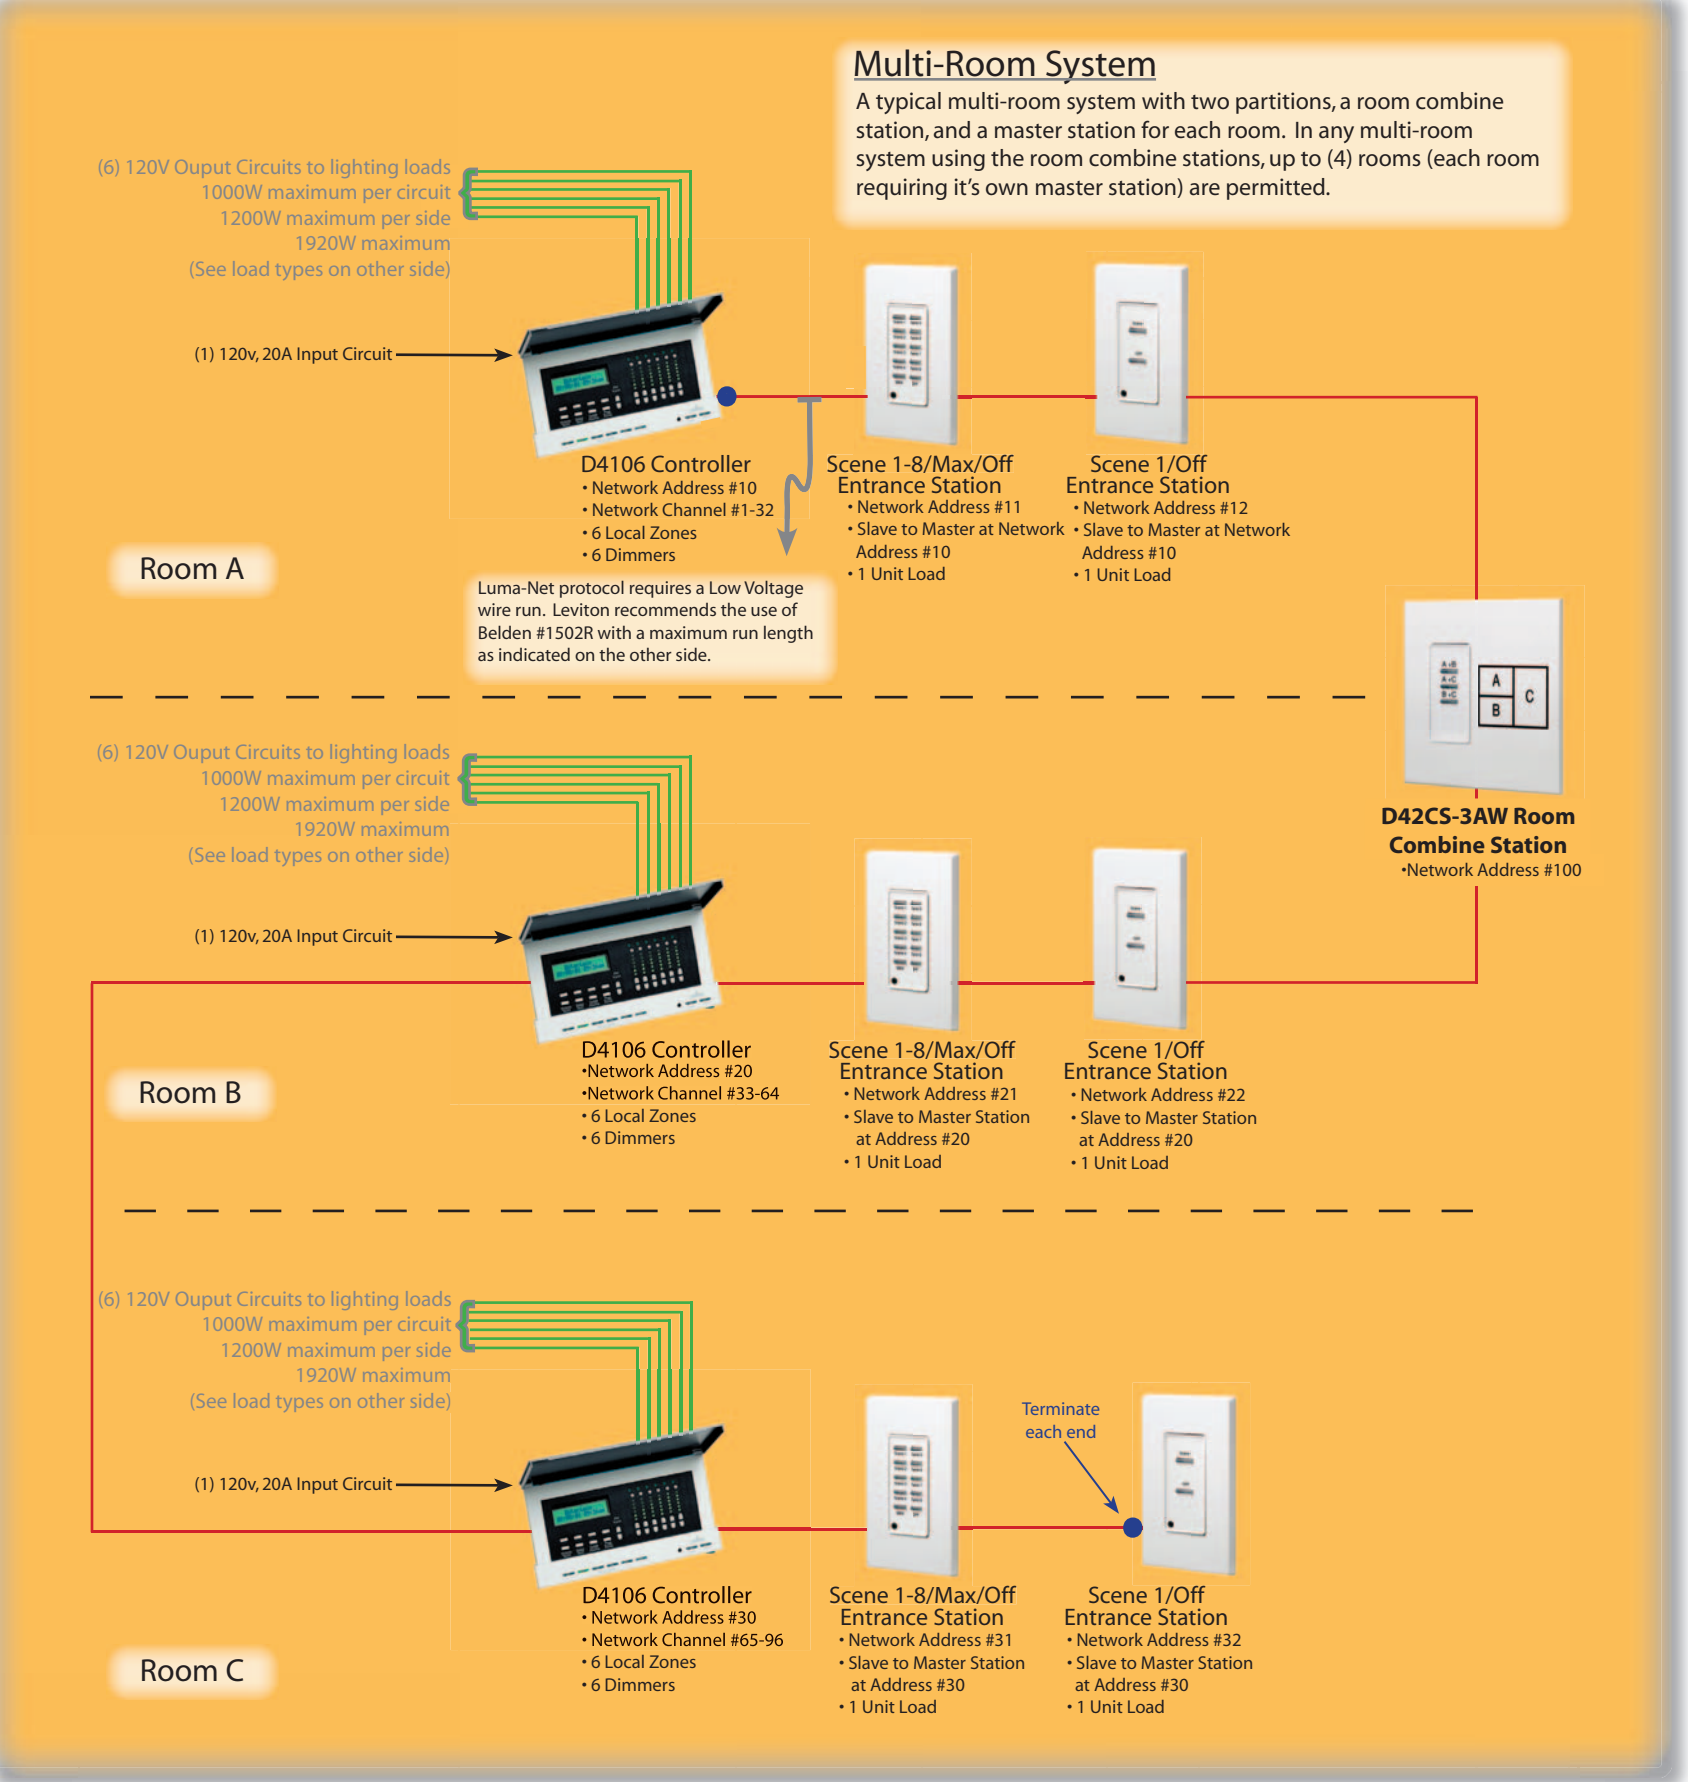 Multi-Room System
A typical multi-room system with two partitions, a room combine
station, and a master station for each room. In any multi-room
system using the room combine stations, up to (4) rooms (each room
requiring it's own master station) are permitted.
(6) 120V Ouput Circuits to lighting loads
1000W maximum per circuit
1200W maximum per side
1920W maximum
(See load types on other side)
(1) 120v, 20A Input Circuit
D4106 Controller
• Network Address #10
• Network Channel #1-32
• 6 Local Zones
• 6 Dimmers
Scene 1-8/Max/Off
Entrance Station
• Network Address #11
• Slave to Master at Network
Address #10
• 1 Unit Load
Scene 1/Off
Entrance Station
• Network Address #12
• Slave to Master at Network
Address #10
• 1 Unit Load
Room A
Luma-Net protocol requires a Low Voltage
wire run. Leviton recommends the use of
Belden #1502R with a maximum run length
as indicated on the other side.
A+B
A+C
B+C
A
B
C
D42CS-3AW Room
Combine Station
•Network Address #100
(6) 120V Ouput Circuits to lighting loads
1000W maximum per circuit
1200W maximum per side
1920W maximum
(See load types on other side)
(1) 120v, 20A Input Circuit
D4106 Controller
•Network Address #20
•Network Channel #33-64
• 6 Local Zones
• 6 Dimmers
Scene 1-8/Max/Off
Entrance Station
• Network Address #21
• Slave to Master Station
at Address #20
• 1 Unit Load
Scene 1/Off
Entrance Station
• Network Address #22
• Slave to Master Station
at Address #20
• 1 Unit Load
Room B
(6) 120V Ouput Circuits to lighting loads
1000W maximum per circuit
1200W maximum per side
1920W maximum
(See load types on other side)
(1) 120v, 20A Input Circuit
Terminate
each end
D4106 Controller
• Network Address #30
• Network Channel #65-96
• 6 Local Zones
• 6 Dimmers
Scene 1-8/Max/Off
Entrance Station
• Network Address #31
• Slave to Master Station
at Address #30
• 1 Unit Load
Scene 1/Off
Entrance Station
• Network Address #32
• Slave to Master Station
at Address #30
• 1 Unit Load
Room C